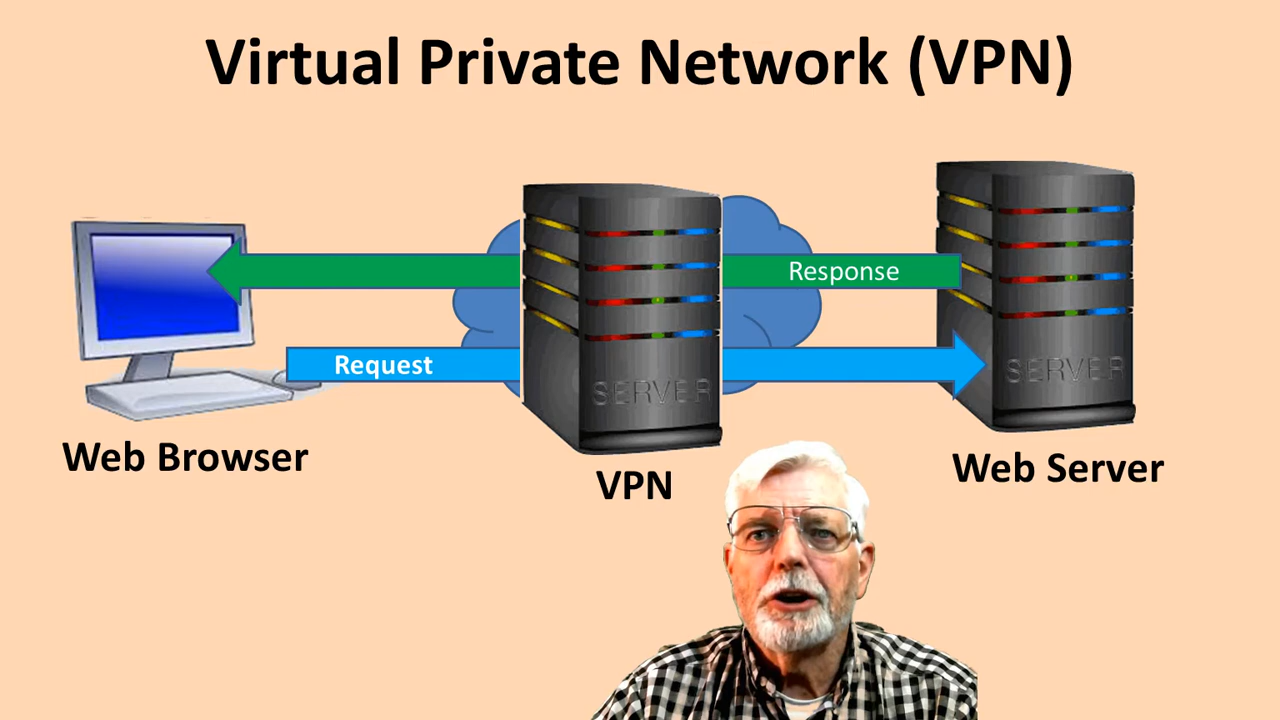 Virtual Private Network (VPN)
Response
Request
SERVER
SERVER
Web Browser
VPN
Web Server